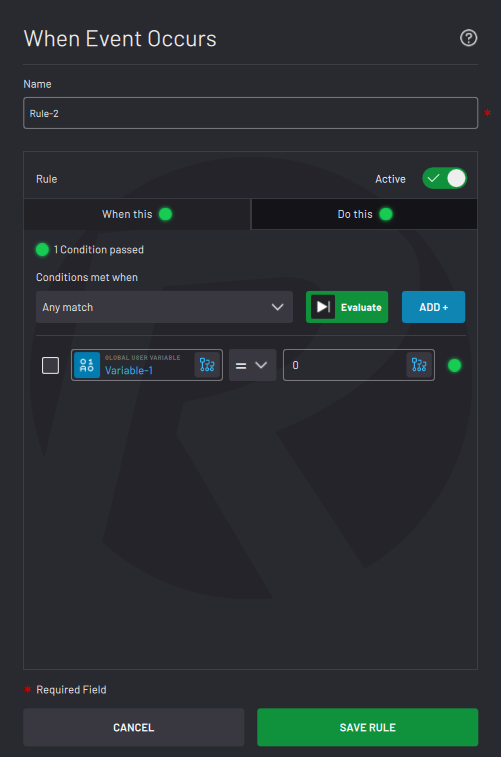 When Event Occurs
Name
Rule-2
*
Rule
Active
When this
Do this
1 Condition passed
Conditions met when
Any match
Evaluate
ADD +
GLOBAL USER VARIABLE
Variable-1
=
0
* Required Field
CANCEL
SAVE RULE